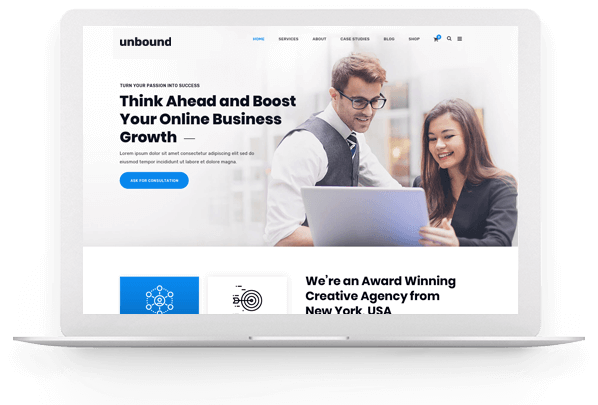 unbound
HOME SERVICES ABOUT CASE STUDIES BLOG SHOP
TURN YOUR PASSION INTO SUCCESS
Think Ahead and Boost
Your Online Business
Growth
Lorem ipsum dolor sit amet consectetur adipiscing elit sed do
eiusmod tempor incididunt ut labore et dolore magna.
ASK FOR CONSULTATION
We’re an Award Winning
Creative Agency from
New York, USA